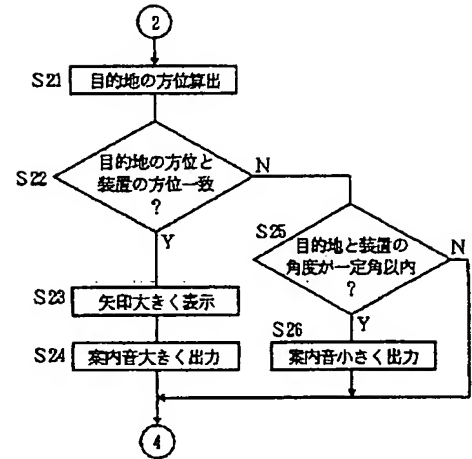 2
S21 目的地の方位算出
S22
目的地の方位と
装置の方位一致
?
N
Y
S25
目的地と装置の
角度が一定角以内
?
N
Y
S23 矢印大きく表示
S24 案内音大きく出力
S26
案内音小さく出力
4